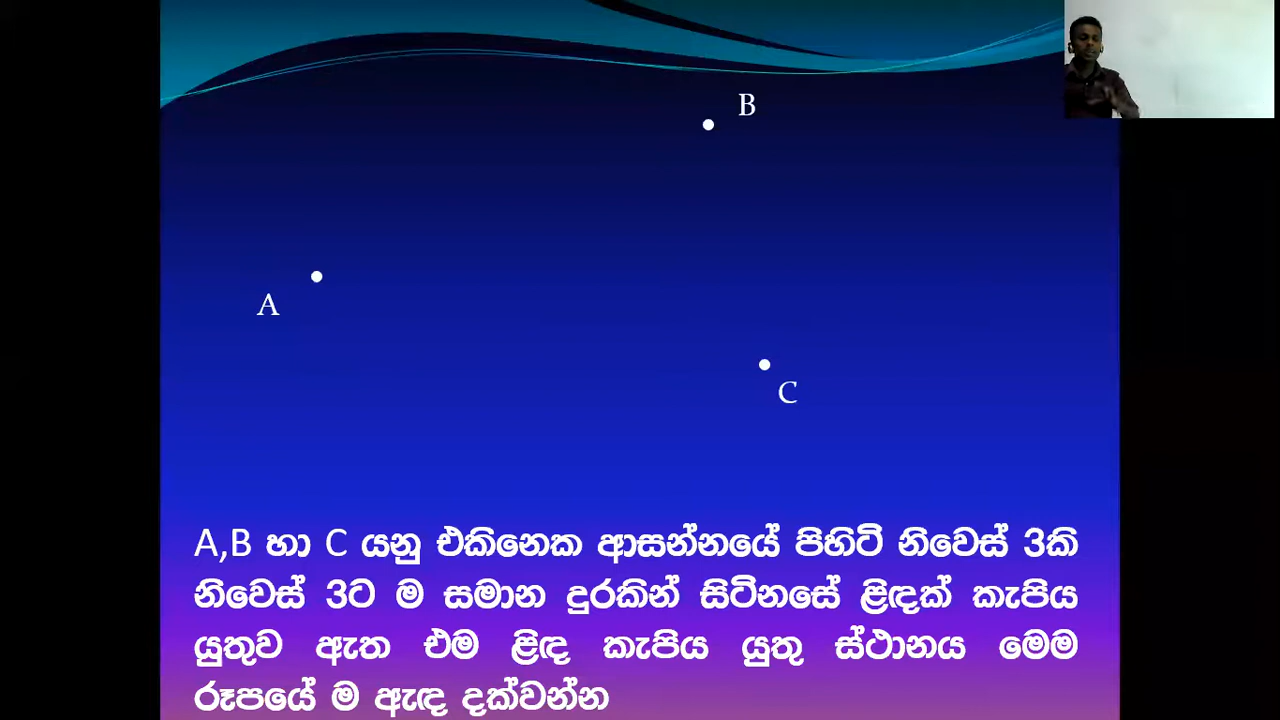 B
A
C
A,B හා C යනු එකිනෙක ආසන්නයේ පිහිටි නිවෙස් 3කි
නිවෙස් 3ට ම සමාන දුරකින් සිටිනසේ ළිඳක් කැපිය
යුතුව ඇත එම ළිඳ කැපිය යුතු ස්ථානය මෙම
රූපයේ ම ඇඳ දක්වන්න